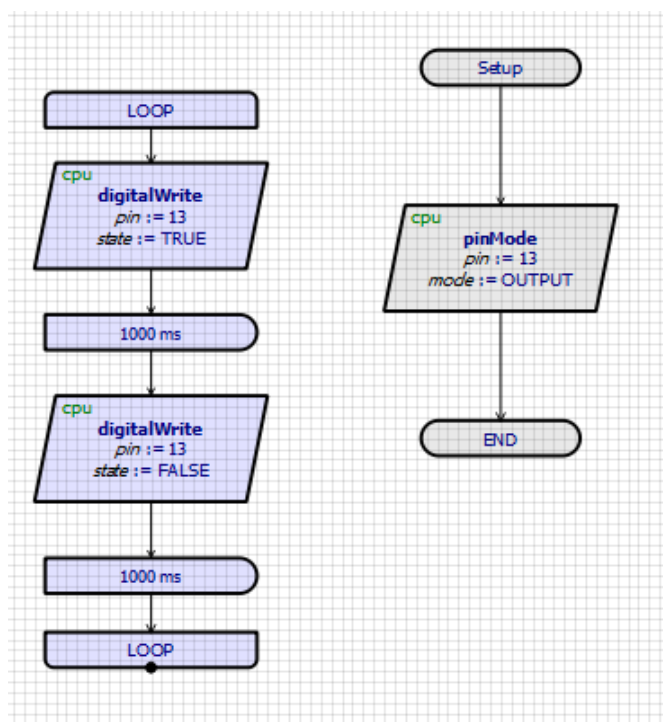 LOOP
cpu
digitalWrite
pin := 13
state := TRUE
1000 ms
cpu
digitalWrite
pin := 13
state := FALSE
1000 ms
LOOP
Setup
cpu
pinMode
pin := 13
mode := OUTPUT
END